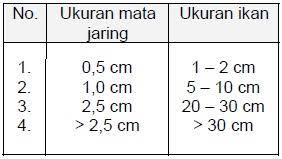 No. Ukuran mata jaring Ukuran ikan
1. 0,5 cm 1 – 2 cm
2. 1,0 cm 5 – 10 cm
3. 2,5 cm 20 – 30 cm
4. > 2,5 cm > 30 cm